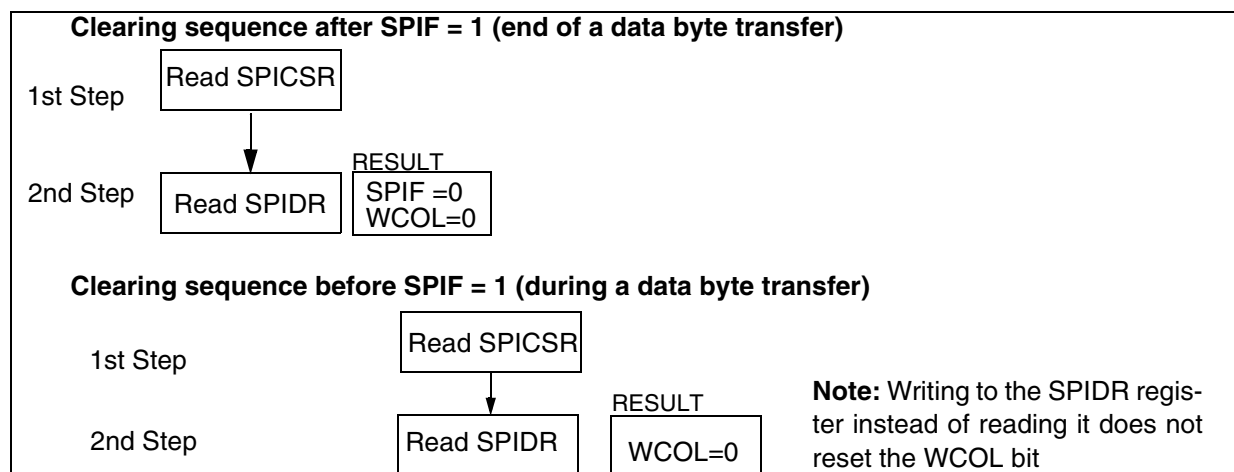 Clearing sequence after SPIF = 1 (end of a data byte transfer)
1st Step
Read SPICSR
2nd Step
Read SPIDR
RESULT
SPIF =0
WCOL=0
Clearing sequence before SPIF = 1 (during a data byte transfer)
1st Step
Read SPICSR
2nd Step
Read SPIDR
RESULT
WCOL=0
Note: Writing to the SPIDR regis-
ter instead of reading it does not
reset the WCOL bit